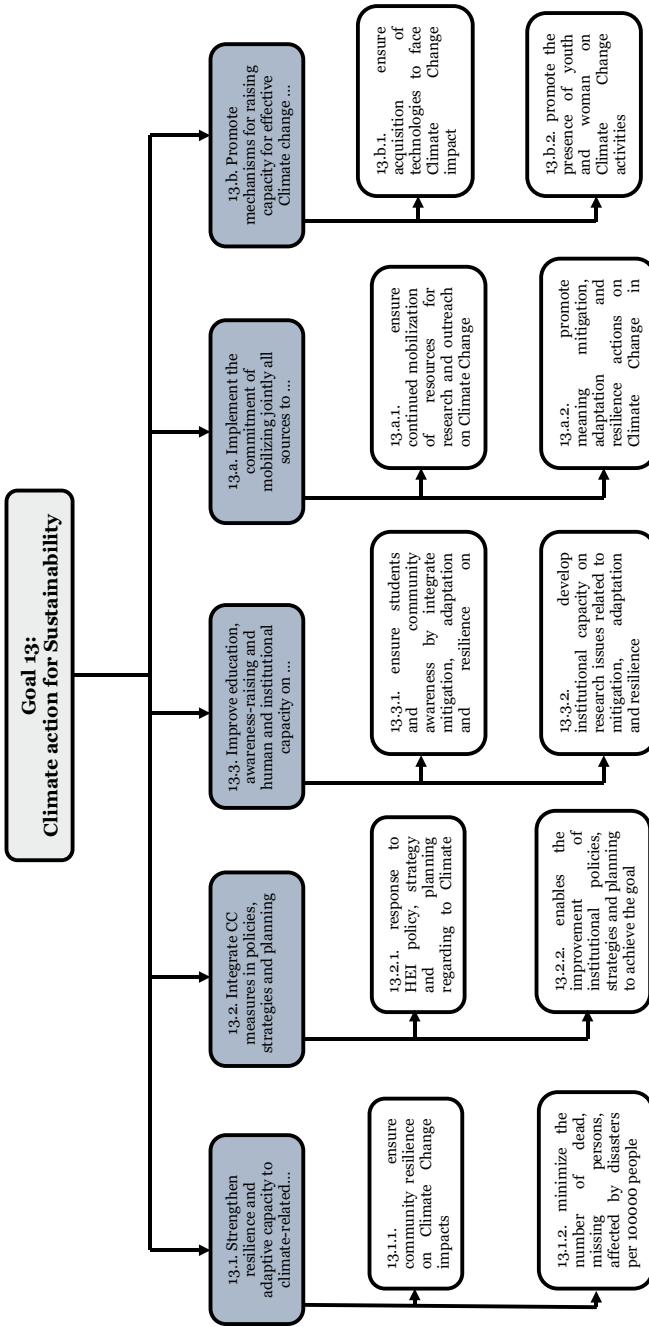 Goal 13:
Climate action for Sustainability
13.1. Strengthen
resilience and
adaptive capacity to
climate-related...
13.1.1. ensure
community resilience
on Climate Change
impacts
13.1.2. minimize the
number of dead,
missing persons,
affected by disasters
per 100000 people
13.2. Integrate CC
measures in policies,
strategies and planning
13.2.1. response to
HEI policy, strategy
and planning
regarding to Climate
13.2.2. enables the
improvement of
institutional policies,
strategies and planning
to achieve the goal
13.3. Improve education,
awareness-raising and
human and institutional
capacity on ...
13.3.1. ensure students
and community
awareness by integrate
mitigation, adaptation
and resilience on
13.3.2. develop
institutional capacity on
research issues related to
mitigation, adaptation
and resilience
13.a. Implement the
commitment of
mobilizing jointly all
sources to ...
13.a.1. ensure
continued mobilization
of resources for
research and outreach
on Climate Change
13.a.2. promote
meaning mitigation,
adaptation and
resilience actions on
Climate Change in
13.b. Promote
mechanisms for raising
capacity for effective
Climate change ...
13.b.1. ensure
acquisition of
technologies to face
Climate Change
impact
13.b.2. promote the
presence of youth
and woman on
Climate Change
activities